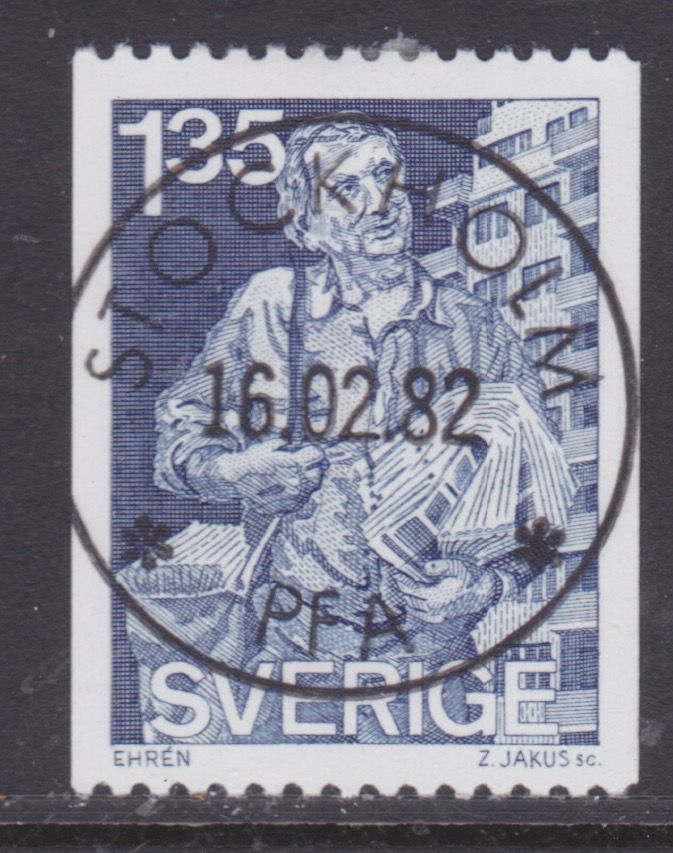 135
STOCKHOLM
16.02.82
PFA
SVERIGE
EHRÉN Z. JAKUS sc.